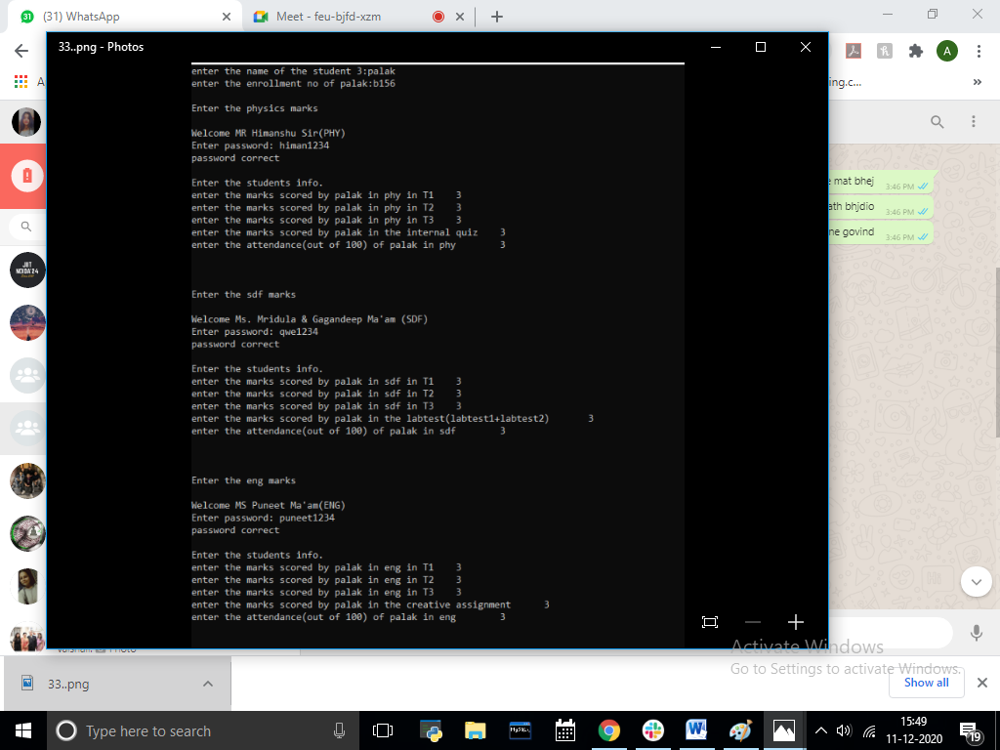 (31) WhatsApp
Meet - feu-bjfd-xzm
33..png - Photos
A
ing.c...
enter the name of the student 3:palak
enter the enrollment no of palak:b156
Enter the physics marks
Welcome MR Himanshu Sir(PHY)
Enter password: himan1234
password correct
Enter the students info.
enter the marks scored by palak in phy in T1 3
enter the marks scored by palak in phy in T2 3
enter the marks scored by palak in phy in T3 3
enter the marks scored by palak in the internal quiz 3
enter the attendance(out of 100) of palak in phy 3
Enter the sdf marks
Welcome Ms. Mridula & Gagandeep Ma'am (SDF)
Enter password: qwe1234
password correct
Enter the students info.
enter the marks scored by palak in sdf in T1 3
enter the marks scored by palak in sdf in T2 3
enter the marks scored by palak in sdf in T3 3
enter the marks scored by palak in the labtest(labtest1+labtest2) 3
enter the attendance(out of 100) of palak in sdf 3
Enter the eng marks
Welcome MS Puneet Ma'am(ENG)
Enter password: puneet1234
password correct
Enter the students info.
enter the marks scored by palak in eng in T1 3
enter the marks scored by palak in eng in T2 3
enter the marks scored by palak in eng in T3 3
enter the marks scored by palak in the creative assignment 3
enter the attendance(out of 100) of palak in eng 3
mat bhej 3:46 PM
ath bhjdio 3:46 PM
ne govind 3:46 PM
JIIT
NOIDA'24
Activate Windows
Go to Settings to activate Windows.
33..png
Show all
Type here to search
MySQL
15:49
11-12-2020
19